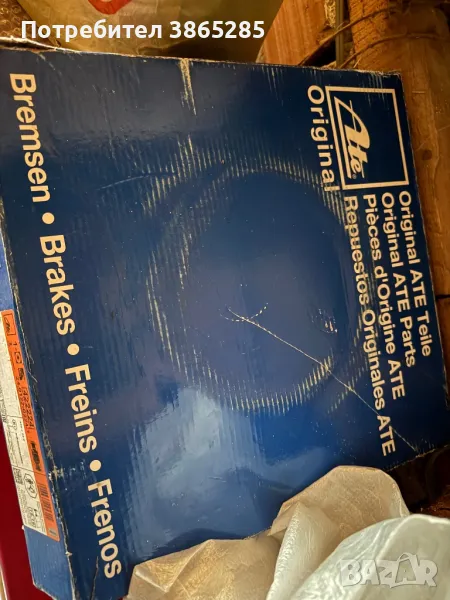 Потребител 3865285
Ate
Original
Original ATE Teile
Original ATE Parts
Pièces d'Origine ATE
Repuestos Originales ATE
Bremsen • Brakes • Freins • Frenos
BAZAR